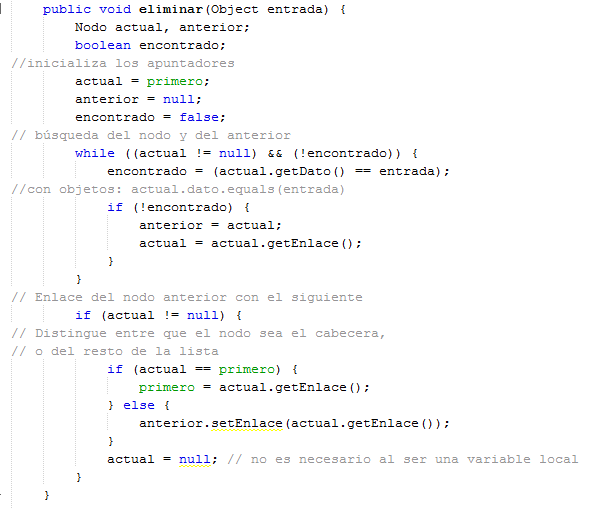 public void eliminar(Object entrada) {
Nodo actual, anterior;
boolean encontrado;
//inicializa los apuntadores
actual = primero;
anterior = null;
encontrado = false;
// búsqueda del nodo y del anterior
while ((actual != null) && (!encontrado)) {
encontrado = (actual.getDato() == entrada);
//con objetos: actual.dato.equals(entrada)
if (!encontrado) {
anterior = actual;
actual = actual.getEnlace();
}
}
// Enlace del nodo anterior con el siguiente
if (actual != null) {
// Distingue entre que el nodo sea el cabecera,
// o del resto de la lista
if (actual == primero) {
primero = actual.getEnlace();
} else {
anterior.setEnlace(actual.getEnlace());
}
actual = null; // no es necesario al ser una variable local
}
}